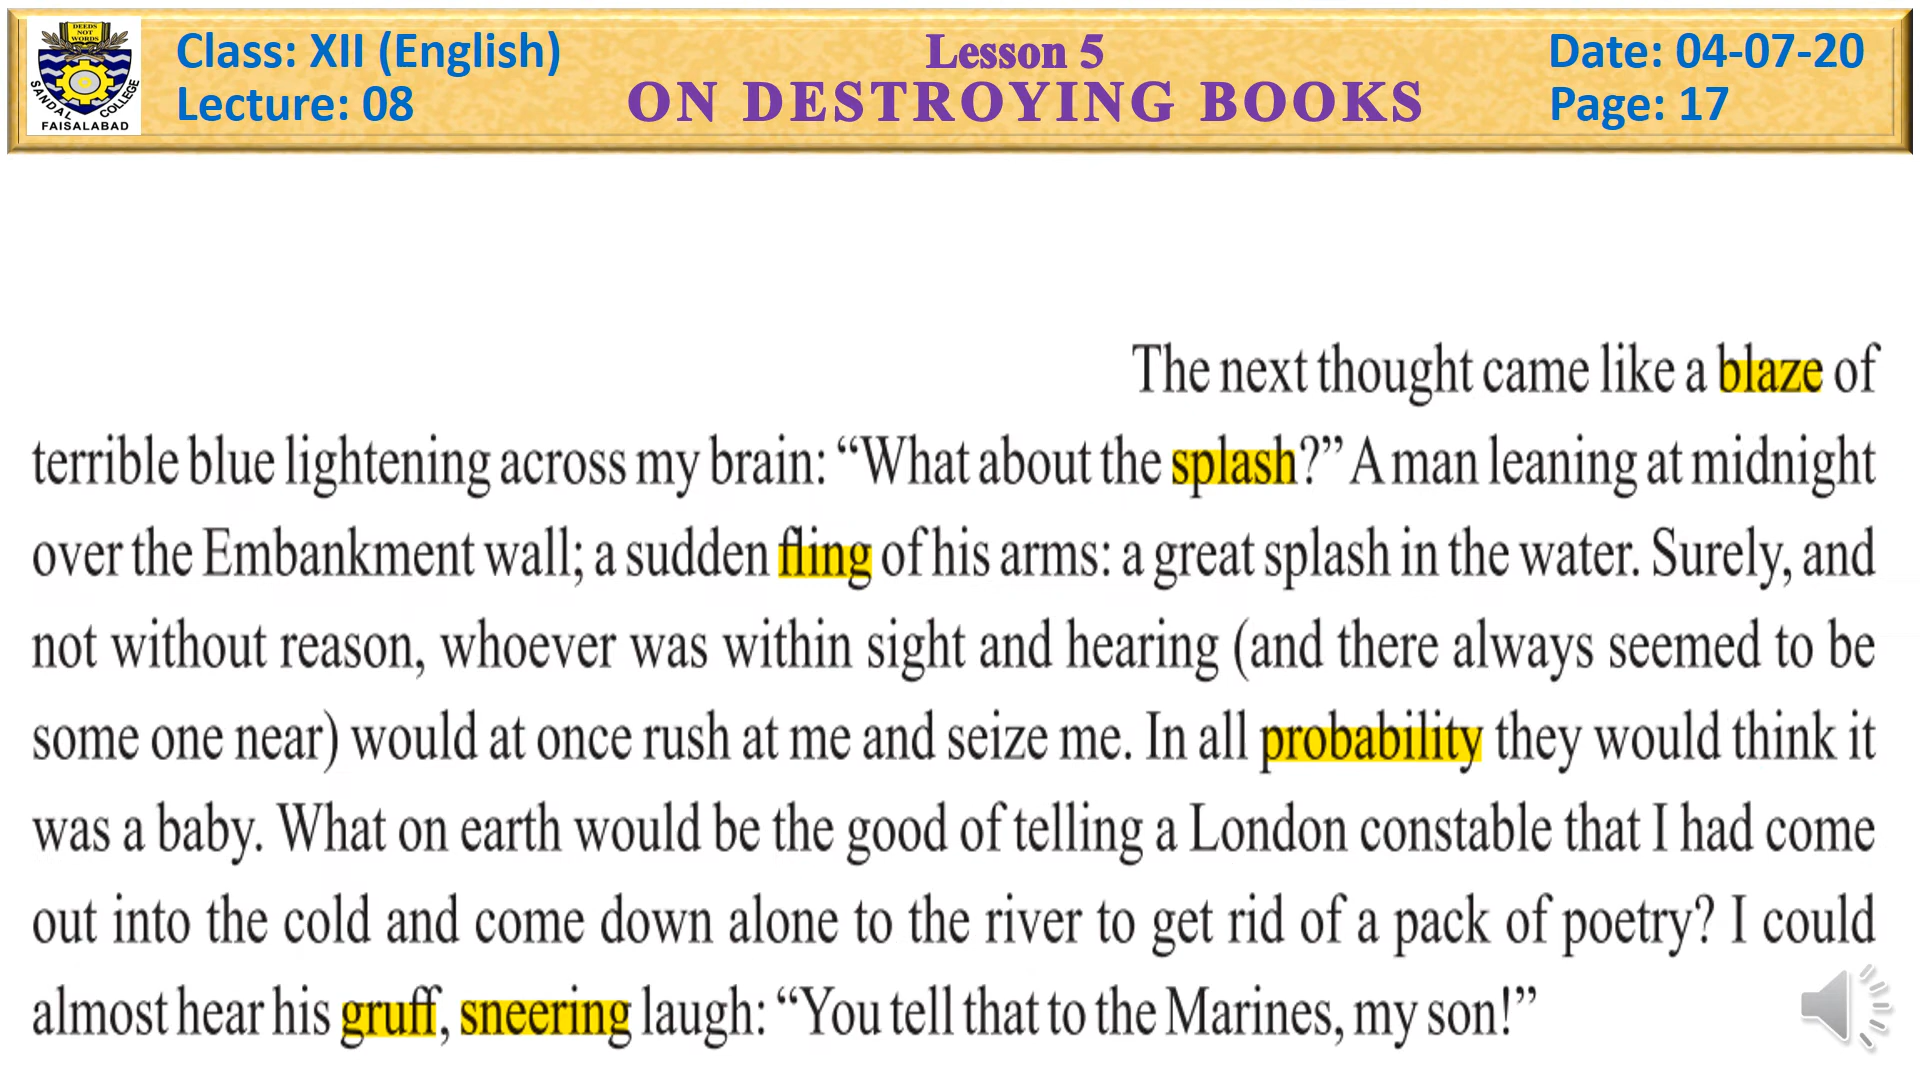 DEEDS
NOT
WORDS
SANDAL COLLEGE
FAISALABAD
Class: XII (English)
Lecture: 08
Lesson 5
ON DESTROYING BOOKS
Date: 04-07-20
Page: 17
The next thought came like a blaze of
terrible blue lightening across my brain: “What about the splash?” A man leaning at midnight
over the Embankment wall; a sudden fling of his arms: a great splash in the water. Surely, and
not without reason, whoever was within sight and hearing (and there always seemed to be
some one near) would at once rush at me and seize me. In all probability they would think it
was a baby. What on earth would be the good of telling a London constable that I had come
out into the cold and come down alone to the river to get rid of a pack of poetry? I could
almost hear his gruff, sneering laugh: “You tell that to the Marines, my son!”